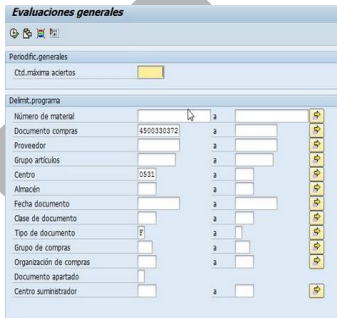 Evaluaciones generales
Periodific.generales
Ctd.máxima aciertos
Delimt.programa
Número de material a
Documento compras 4500330372 a
Proveedor a
Grupo artículos a
Centro 0531 a
Almacén a
Fecha documento a
Clase de documento a
Tipo de documento F a
Grupo de compras a
Organización de compras a
Documento apartado
Centro suministrador a